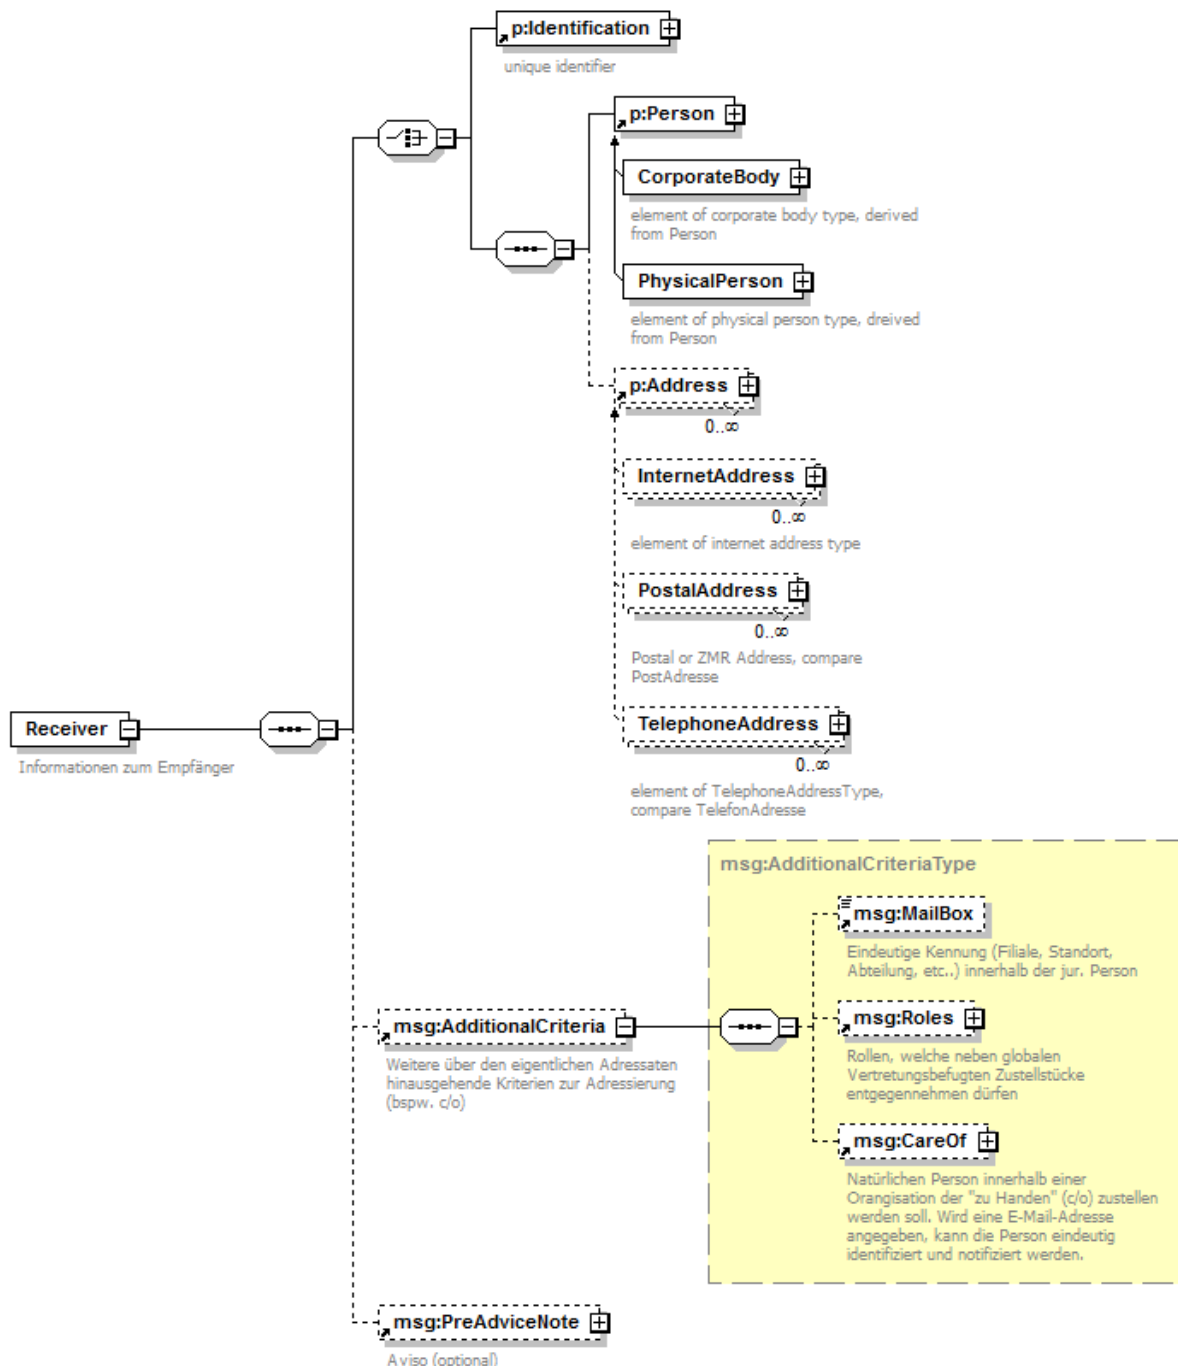 p:Identification
unique identifier
p:Person
CorporateBody
element of corporate body type, derived
from Person
PhysicalPerson
element of physical person type, dreived
from Person
p:Address
0..∞
InternetAddress
0..∞
element of internet address type
PostalAddress
0..∞
Postal or ZMR Address, compare
PostAdresse
Receiver
Informationen zum Empfänger
TelephoneAddress
0..∞
element of TelephoneAddressType,
compare TelefonAdresse
msg:AdditionalCriteriaType
msg:MailBox
Eindeutige Kennung (Filiale, Standort,
Abteilung, etc..) innerhalb der jur. Person
msg:AdditionalCriteria
Weitere über den eigentlichen Adressaten
hinausgehende Kriterien zur Adressierung
(bspw. c/o)
msg:Roles
Rollen, welche neben globalen
Vertretungsbefugten Zustellstücke
entgegennehmen dürfen
msg:CareOf
Natürlichen Person innerhalb einer
Orangisation der "zu Handen" (c/o) zustellen
werden soll. Wird eine E-Mail-Adresse
angegeben, kann die Person eindeutig
identifiziert und notifiziert werden.
msg:PreAdviceNote
Aviso (optional)